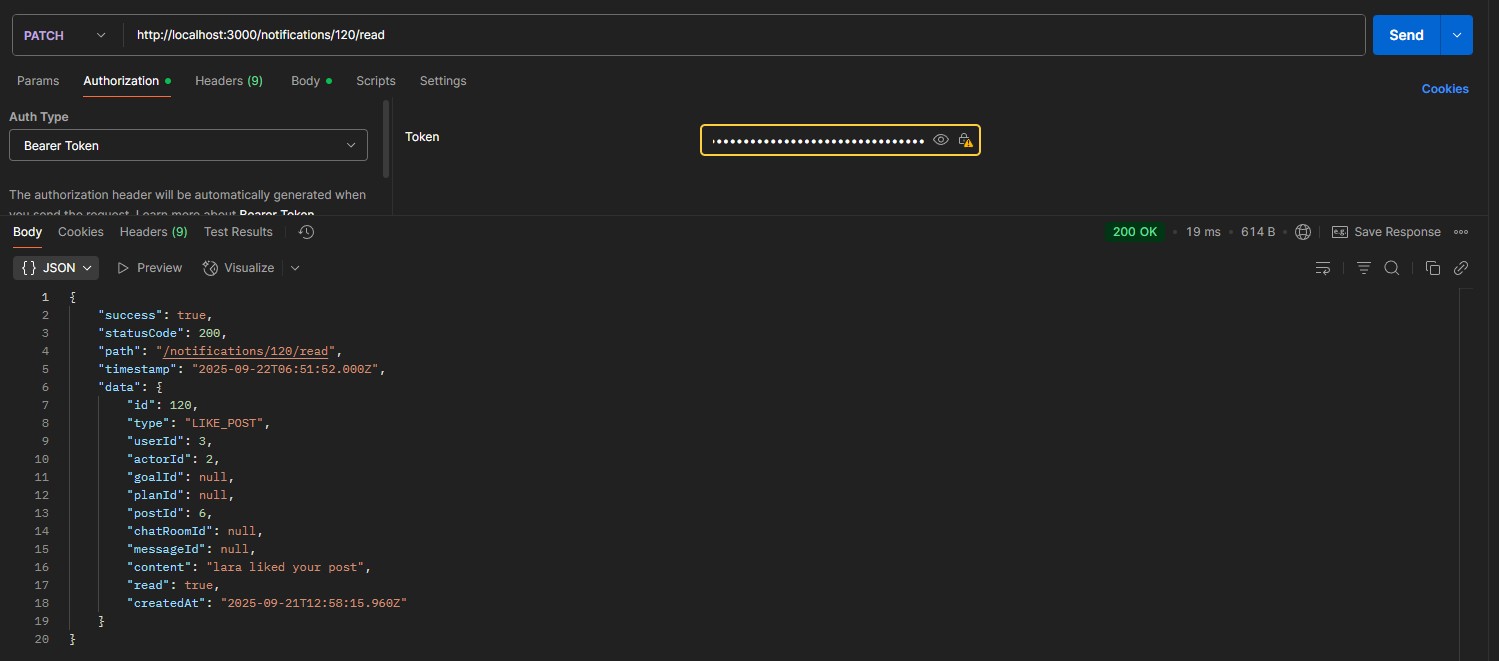 PATCH http://localhost:3000/notifications/120/read Send
Params Authorization Headers (9) Body Scripts Settings Cookies
Auth Type
Bearer Token
Token
The authorization header will be automatically generated when
you send the request. Learn more about Bearer Token
Body Cookies Headers (9) Test Results 200 OK 19 ms 614 B e.g. Save Response
{} JSON Preview Visualize
1 {
2 "success": true,
3 "statusCode": 200,
4 "path": "/notifications/120/read",
5 "timestamp": "2025-09-22T06:51:52.000Z",
6 "data": {
7 "id": 120,
8 "type": "LIKE_POST",
9 "userId": 3,
10 "actorId": 2,
11 "goalId": null,
12 "planId": null,
13 "postId": 6,
14 "chatRoomId": null,
15 "messageId": null,
16 "content": "lara liked your post",
17 "read": true,
18 "createdAt": "2025-09-21T12:58:15.960Z"
19 }
20 }